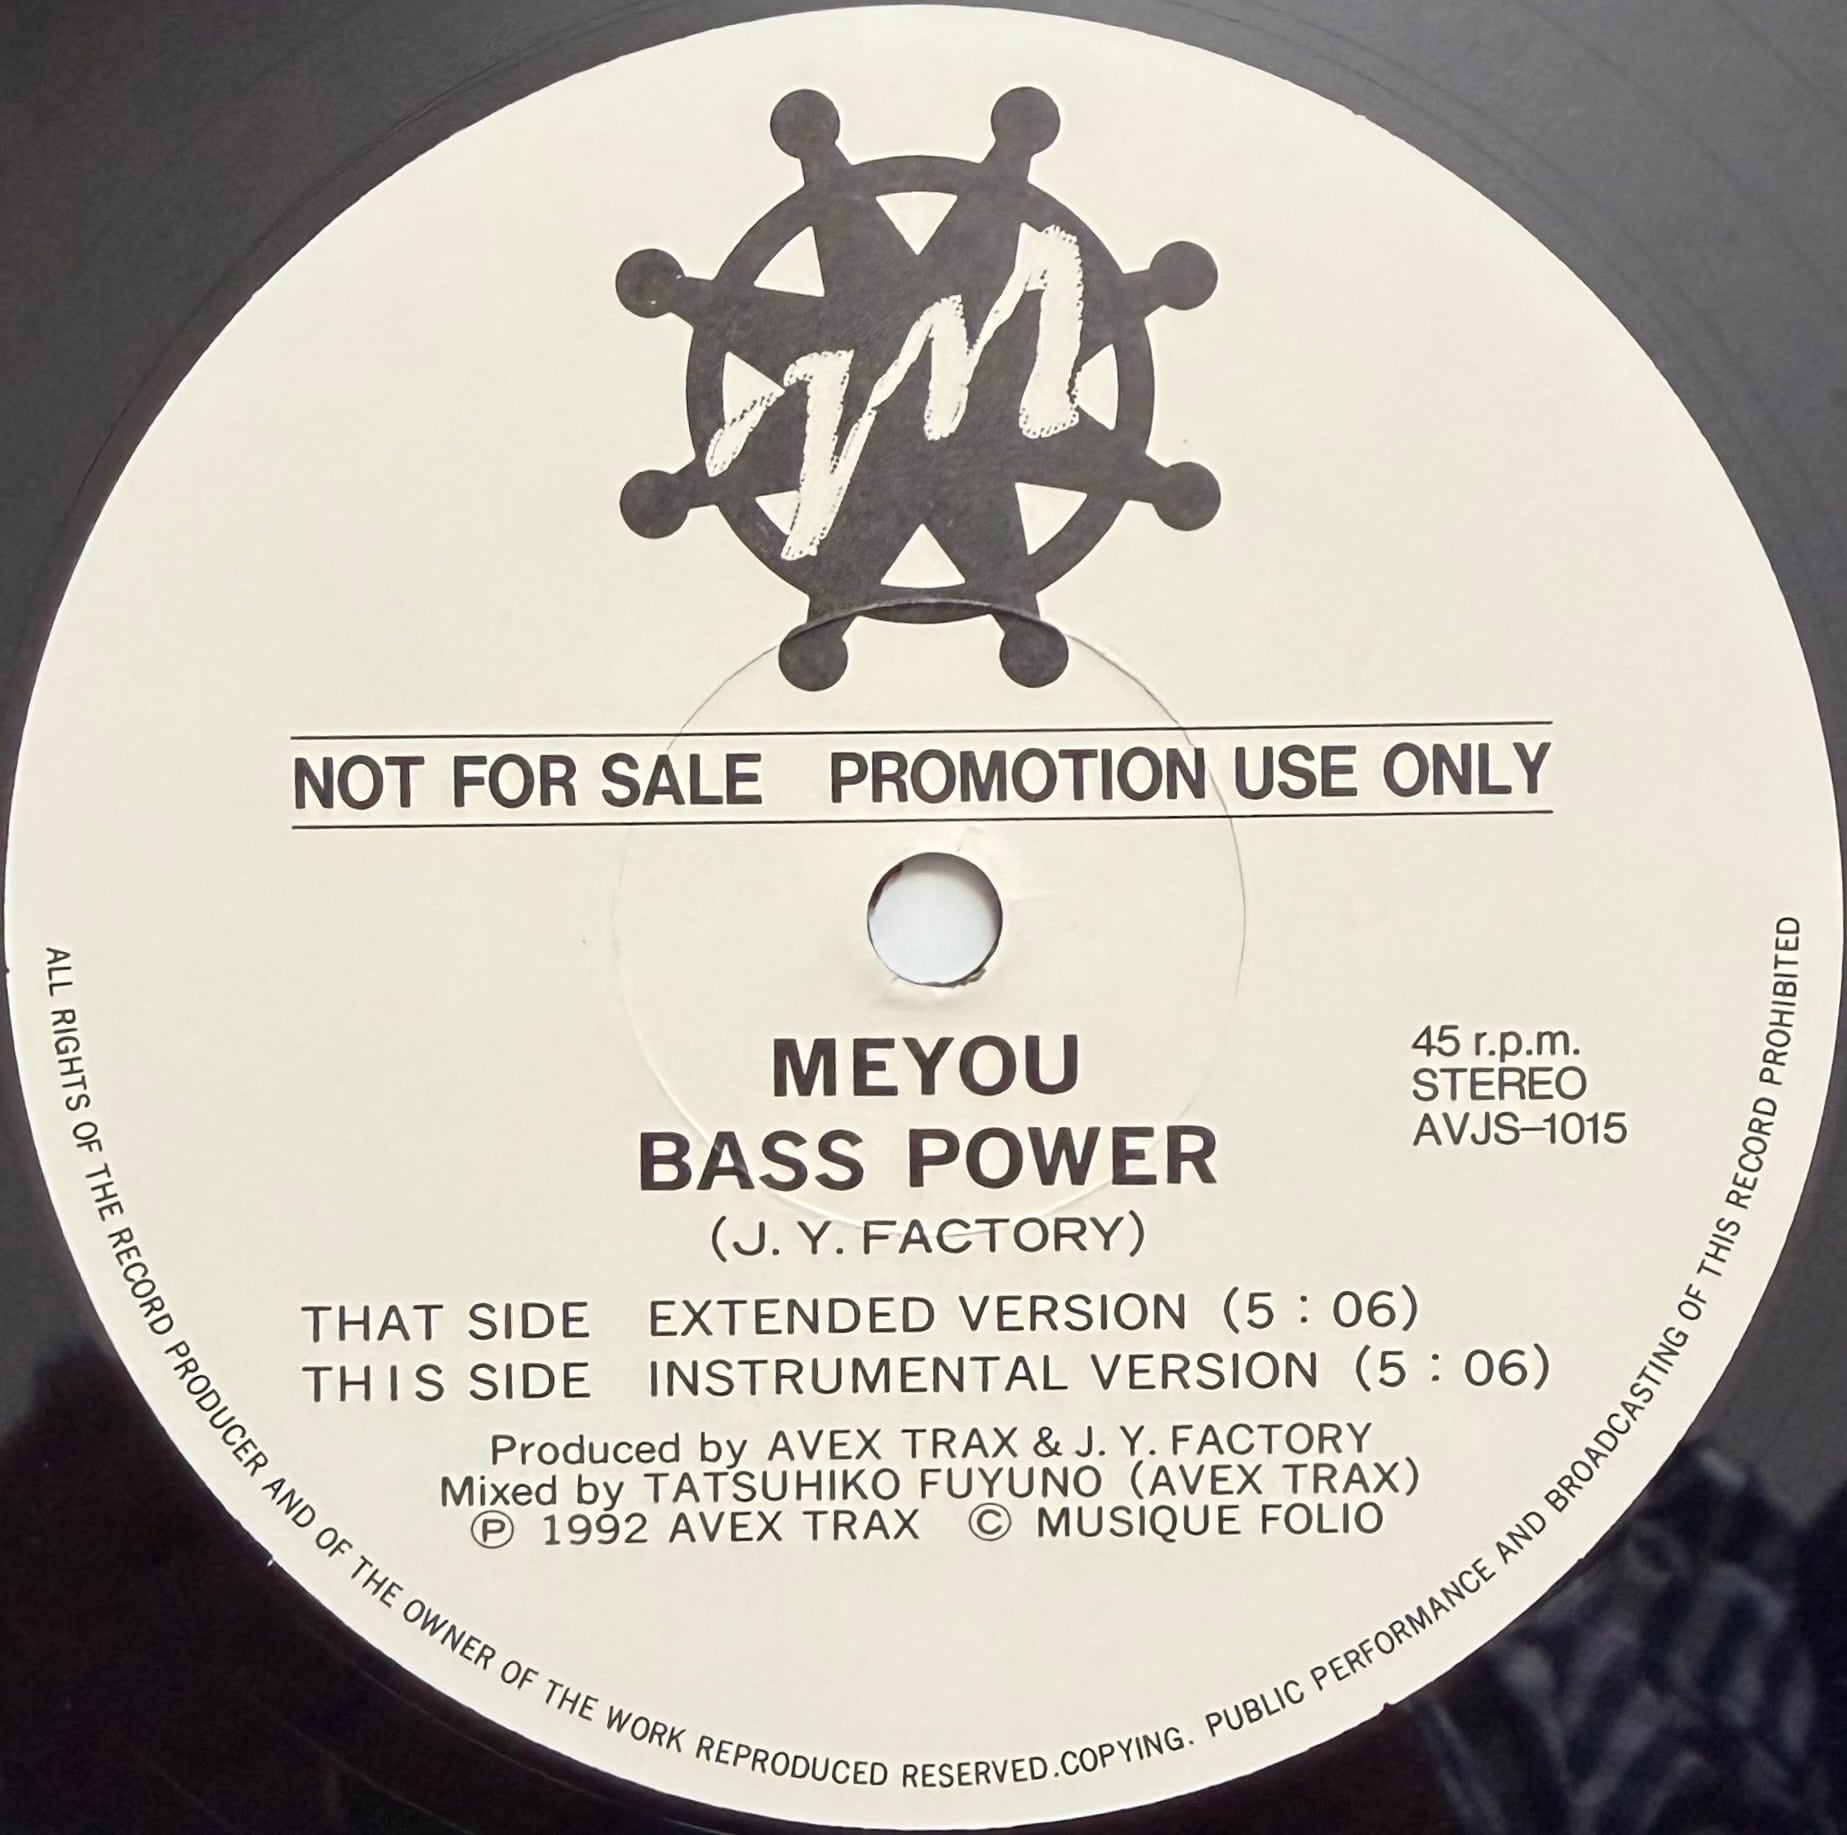 M
NOT FOR SALE PROMOTION USE ONLY
MEYOU
BASS POWER
(J. Y. FACTORY)
45 r.p.m.
STEREO
AVJS–1015
THAT SIDE EXTENDED VERSION (5 : 06)
THIS SIDE INSTRUMENTAL VERSION (5 : 06)
Produced by AVEX TRAX & J. Y. FACTORY
Mixed by TATSUHIKO FUYUNO (AVEX TRAX)
Ⓟ 1992 AVEX TRAX © MUSIQUE FOLIO
ALL RIGHTS OF THE RECORD PRODUCER AND OF THE OWNER OF THE WORK REPRODUCED RESERVED.COPYING. PUBLIC PERFORMANCE AND BROADCASTING OF THIS RECORD PROHIBITED